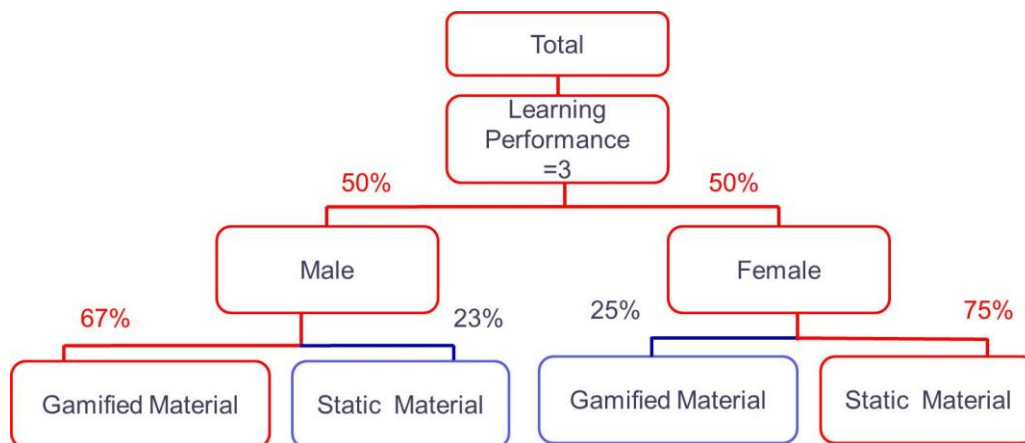 Total
Learning
Performance
=3
50%
50%
Male
Female
67%
23%
25%
75%
Gamified Material
Static Material
Gamified Material
Static Material